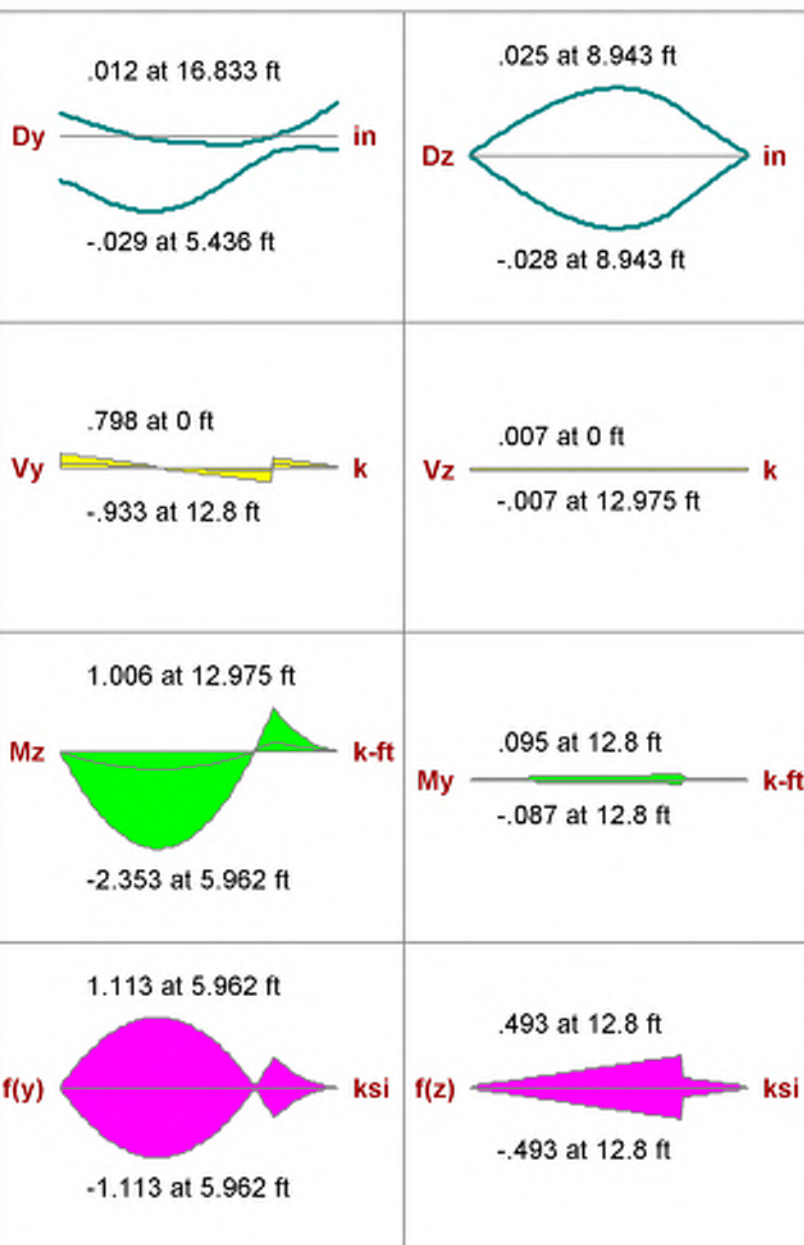 .012 at 16.833 ft
Dy
in
-.029 at 5.436 ft
.025 at 8.943 ft
Dz
in
-.028 at 8.943 ft
.798 at 0 ft
Vy
k
-.933 at 12.8 ft
.007 at 0 ft
Vz
k
-.007 at 12.975 ft
1.006 at 12.975 ft
Mz
k-ft
-2.353 at 5.962 ft
.095 at 12.8 ft
My
k-ft
-.087 at 12.8 ft
1.113 at 5.962 ft
f(y)
ksi
-1.113 at 5.962 ft
.493 at 12.8 ft
f(z)
ksi
-.493 at 12.8 ft